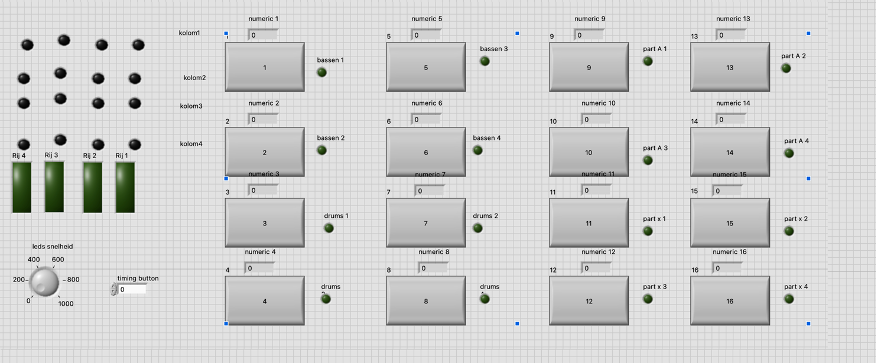 numeric 1
numeric 5
numeric 9
numeric 13
kolom1
1
0
5
0
9
0
13
0
1
bassen 1
5
bassen 3
9
part A 1
13
part A 2
kolom2
kolom3
kolom4
numeric 2
numeric 6
numeric 10
numeric 14
2
0
6
0
10
0
14
0
2
bassen 2
6
bassen 4
10
part A 3
14
part A 4
Rij 4
Rij 3
Rij 2
Rij 1
numeric 3
numeric 7
numeric 11
numeric 15
3
0
7
0
11
0
15
0
3
drums 1
7
drums 2
11
part x 1
15
part x 2
leds snelheid
400
600
200
800
0
1000
timing button
0
numeric 4
numeric 8
numeric 12
numeric 16
4
0
8
0
12
0
16
0
4
drums
8
drums
12
part x 3
16
part x 4